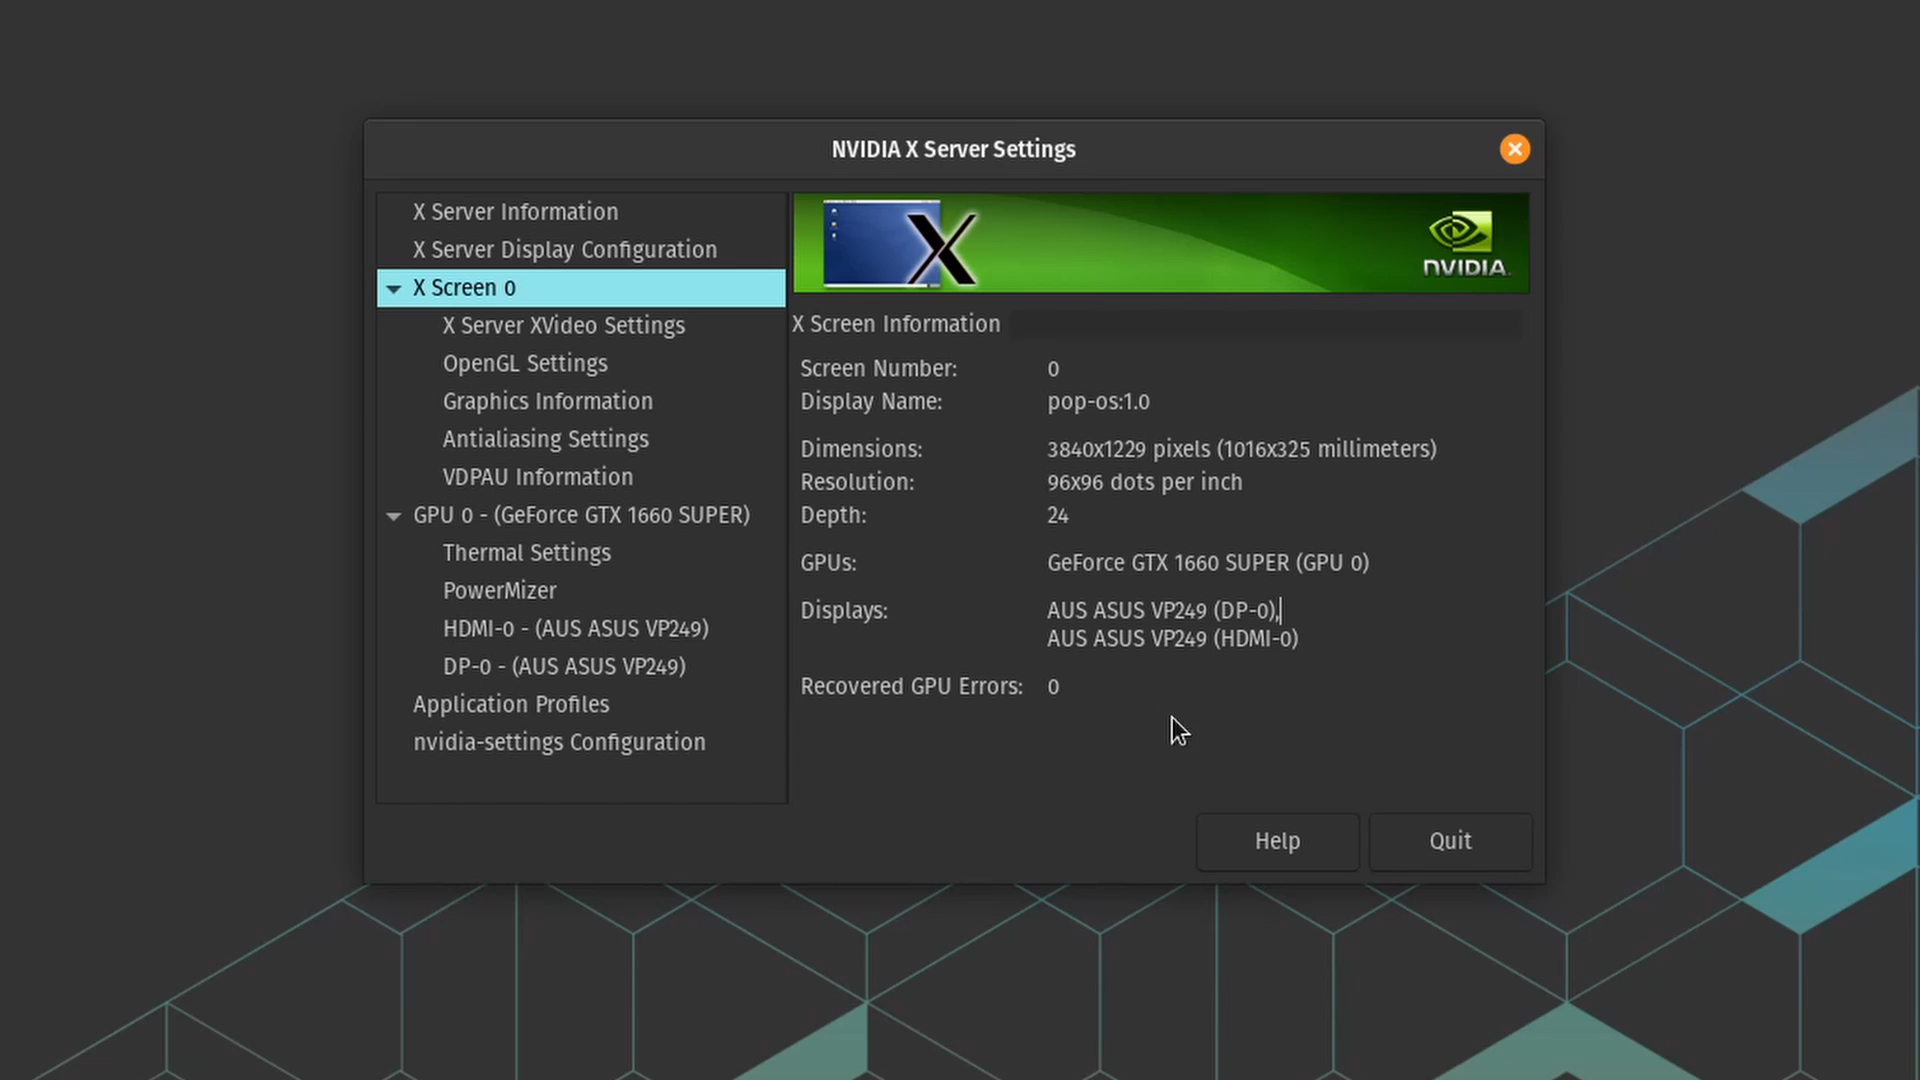 NVIDIA X Server Settings
X Server Information
X Server Display Configuration
X Screen 0
X Server XVideo Settings
OpenGL Settings
Graphics Information
Antialiasing Settings
VDPAU Information
GPU 0 - (GeForce GTX 1660 SUPER)
Thermal Settings
PowerMizer
HDMI-0 - (AUS ASUS VP249)
DP-0 - (AUS ASUS VP249)
Application Profiles
nvidia-settings Configuration
X
NVIDIA.
X Screen Information
Screen Number: 0
Display Name: pop-os:1.0
Dimensions: 3840x1229 pixels (1016x325 millimeters)
Resolution: 96x96 dots per inch
Depth: 24
GPUs: GeForce GTX 1660 SUPER (GPU 0)
Displays: AUS ASUS VP249 (DP-0),
AUS ASUS VP249 (HDMI-0)
Recovered GPU Errors: 0
Help Quit